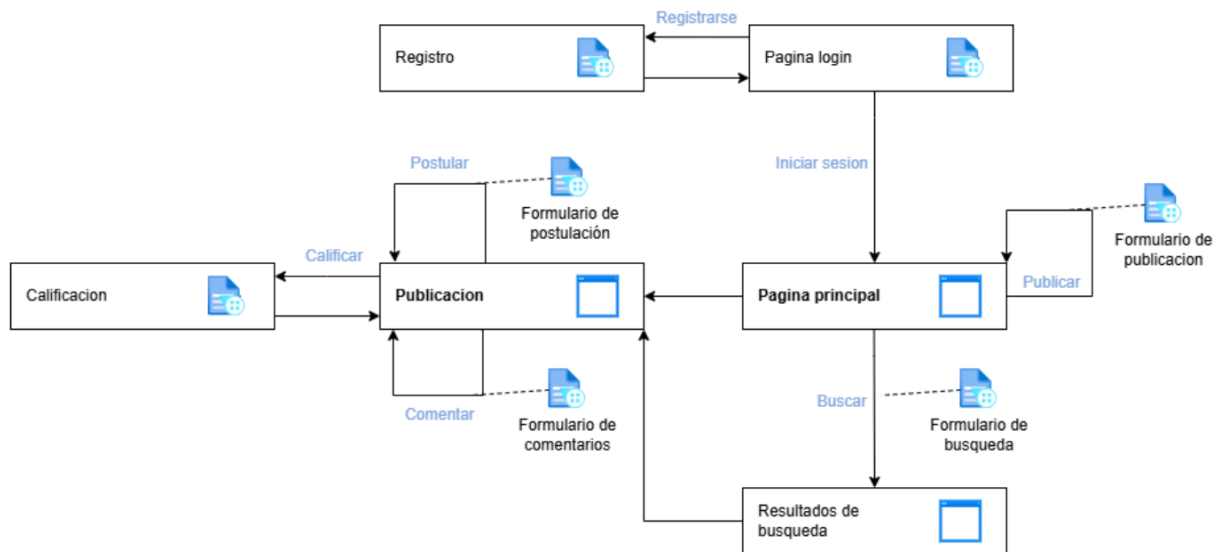 Registrarse
Registro
Pagina login
Postular
Iniciar sesion
Formulario de
postulación
Formulario de
publicacion
Calificar
Calificacion
Publicacion
Pagina principal
Publicar
Comentar
Formulario de
comentarios
Buscar
Formulario de
busqueda
Resultados de
busqueda